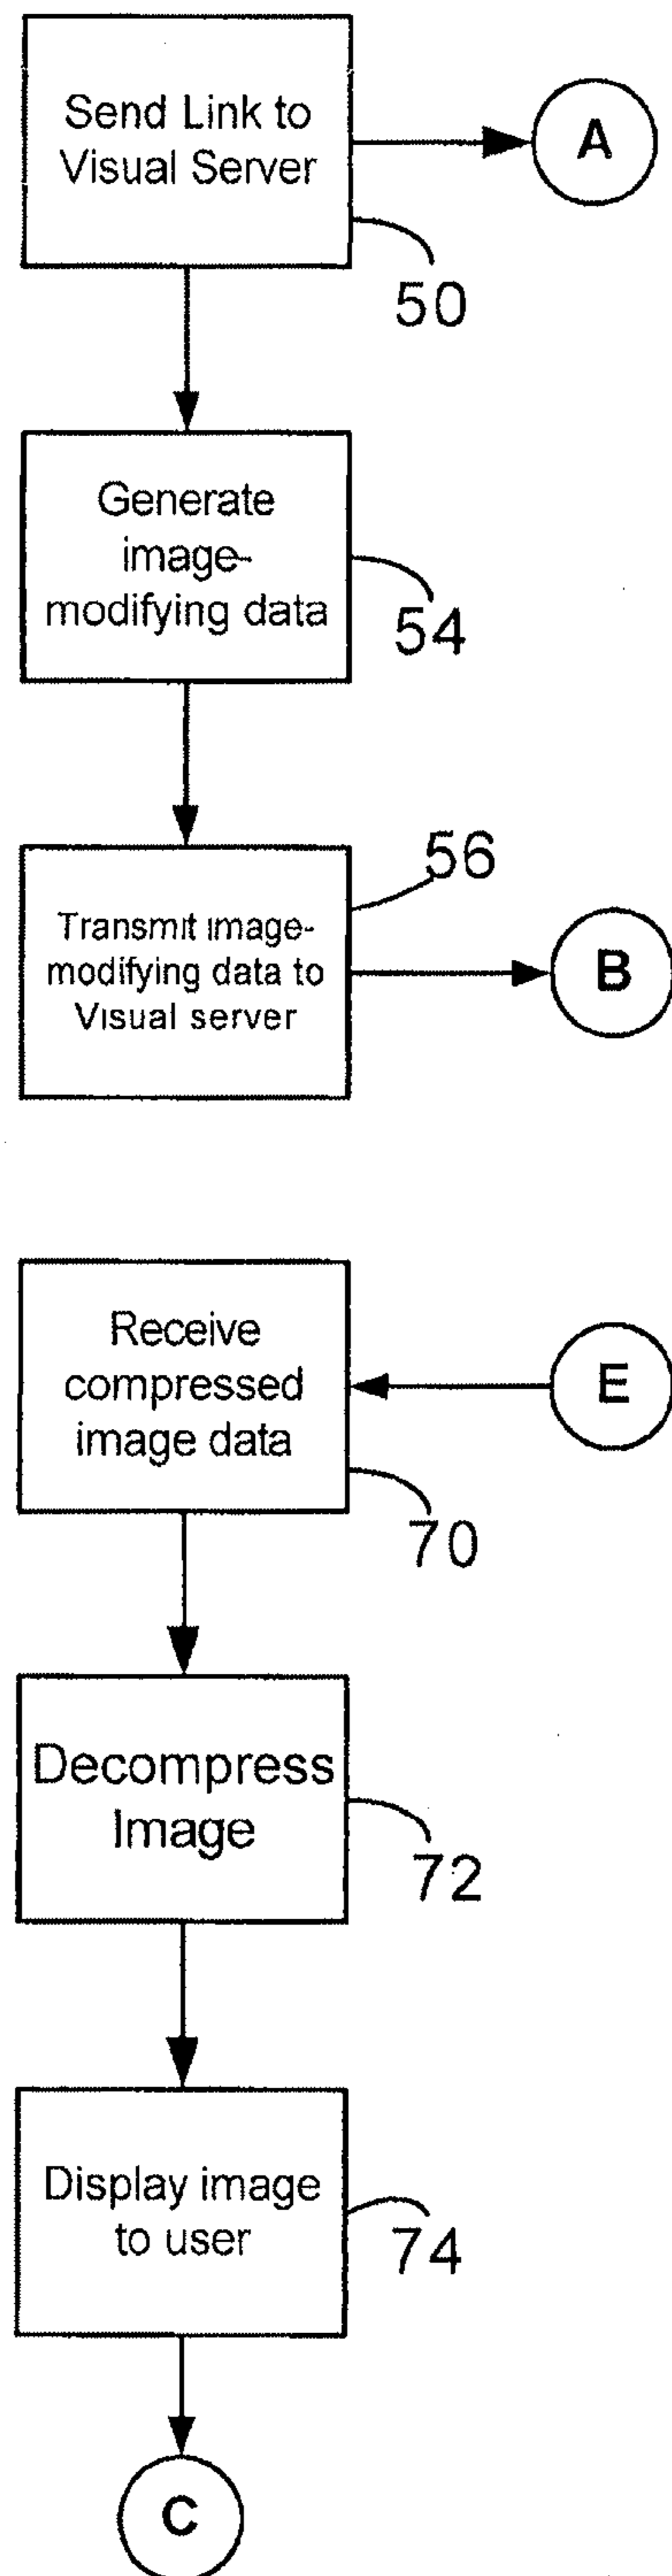 Send Link to
Visual Server
A
50
Generate
image-
modifying data
54
56
Transmit image-
modifying data to
Visual server
B
Receive
compressed
image data
E
70
Decompress
Image
72
Display image
to user
74
C